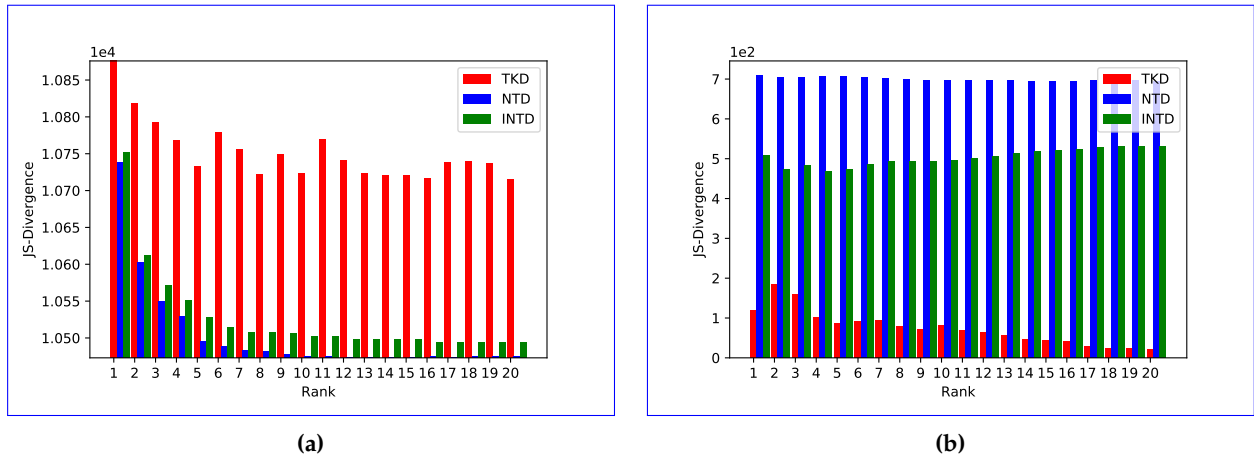 1e4
1.085
1.080
1.075
1.070
1.065
1.060
1.055
1.050
JS-Divergence
TKD
NTD
INTD
1 2 3 4 5 6 7 8 9 10 11 12 13 14 15 16 17 18 19 20
Rank
(a)
1e2
7
6
5
4
3
2
1
0
JS-Divergence
TKD
NTD
INTD
1 2 3 4 5 6 7 8 9 10 11 12 13 14 15 16 17 18 19 20
Rank
(b)